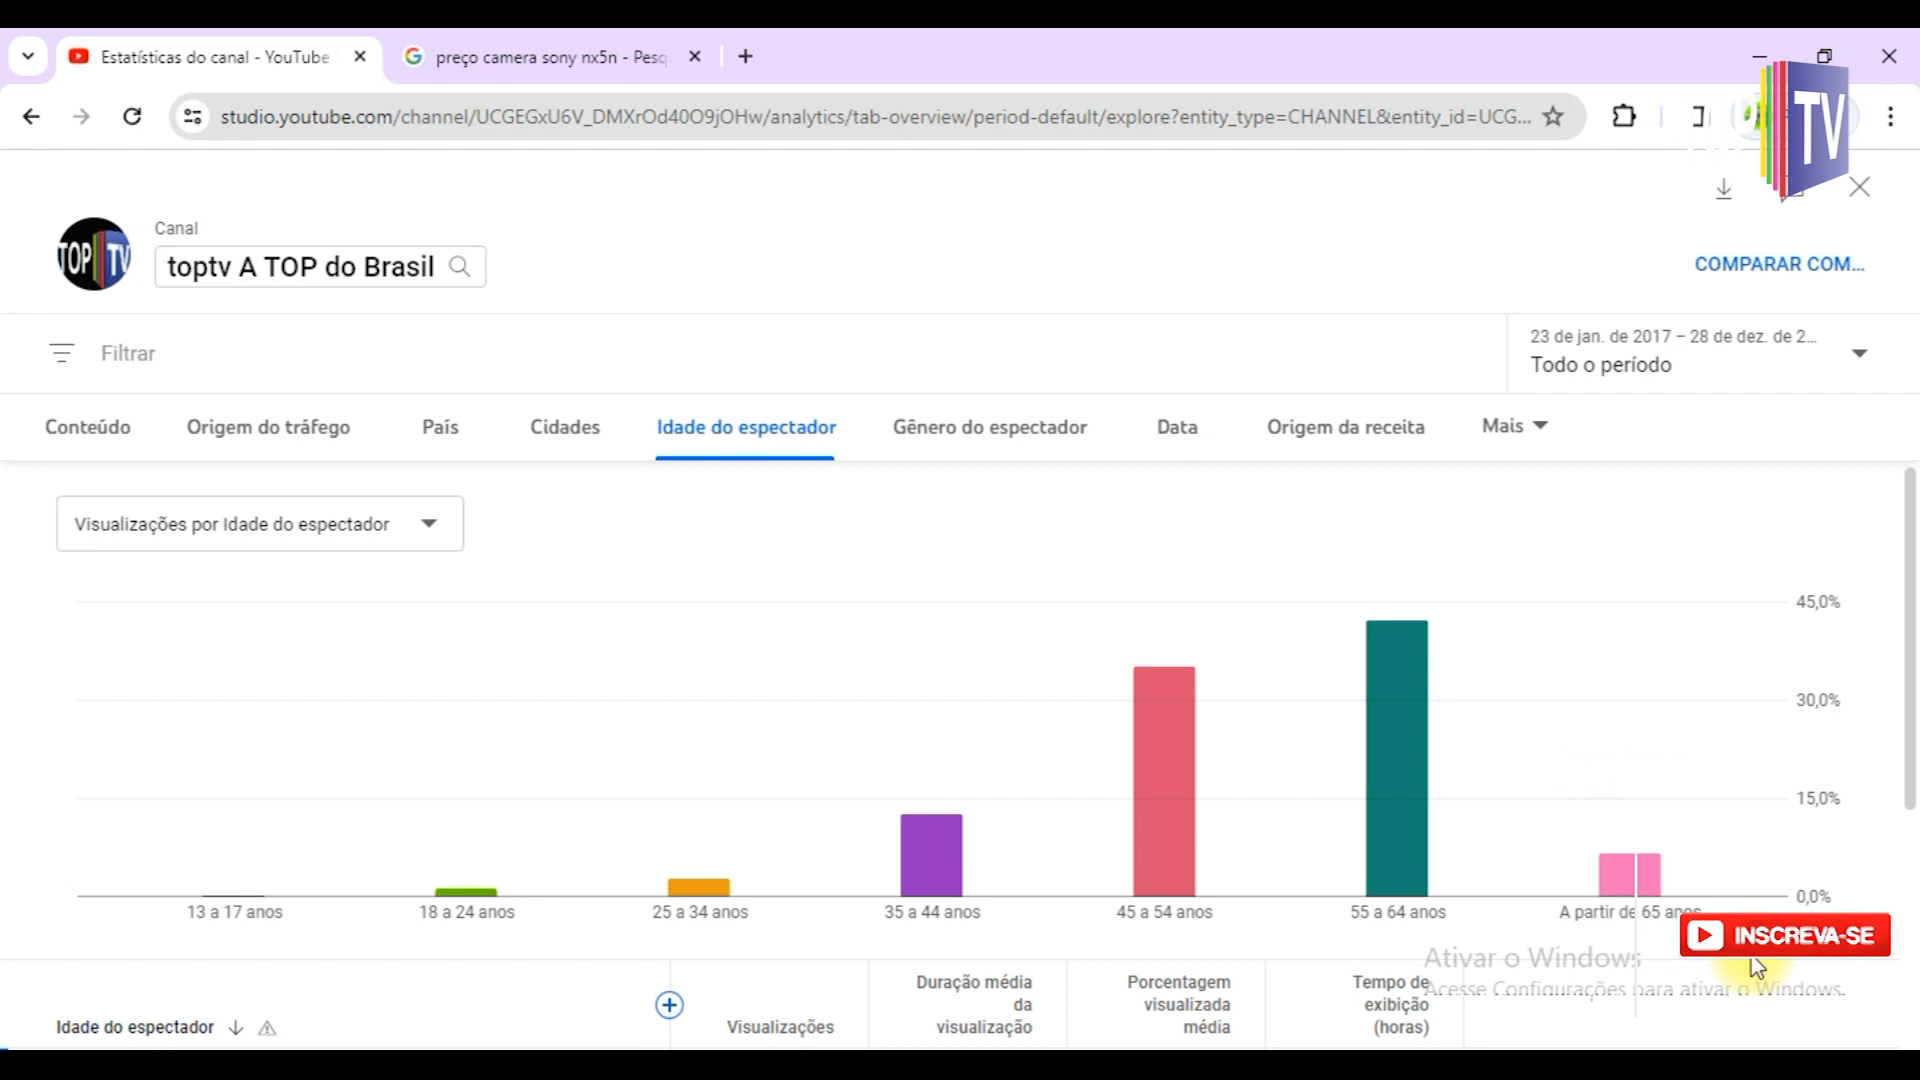 Estatísticas do canal - YouTube
preço camera sony nx5n - Pesq
studio.youtube.com/channel/UCGEGxU6V_DMXrOd40O9jOHw/analytics/tab-overview/period-default/explore?entity_type=CHANNEL&entity_id=UCG...
TV
TOP TV
Canal
toptv A TOP do Brasil
COMPARAR COM...
Filtrar
23 de jan. de 2017 – 28 de dez. de 2...
Todo o período
Conteúdo
Origem do tráfego
País
Cidades
Idade do espectador
Gênero do espectador
Data
Origem da receita
Mais
Visualizações por Idade do espectador
45,0%
30,0%
15,0%
0,0%
13 a 17 anos
18 a 24 anos
25 a 34 anos
35 a 44 anos
45 a 54 anos
55 a 64 anos
A partir de 65 anos
INSCREVA-SE
Ativar o Windows
Acesse Configurações para ativar o Windows.
Idade do espectador
Visualizações
Duração média
da
visualização
Porcentagem
visualizada
média
Tempo de
exibição
(horas)